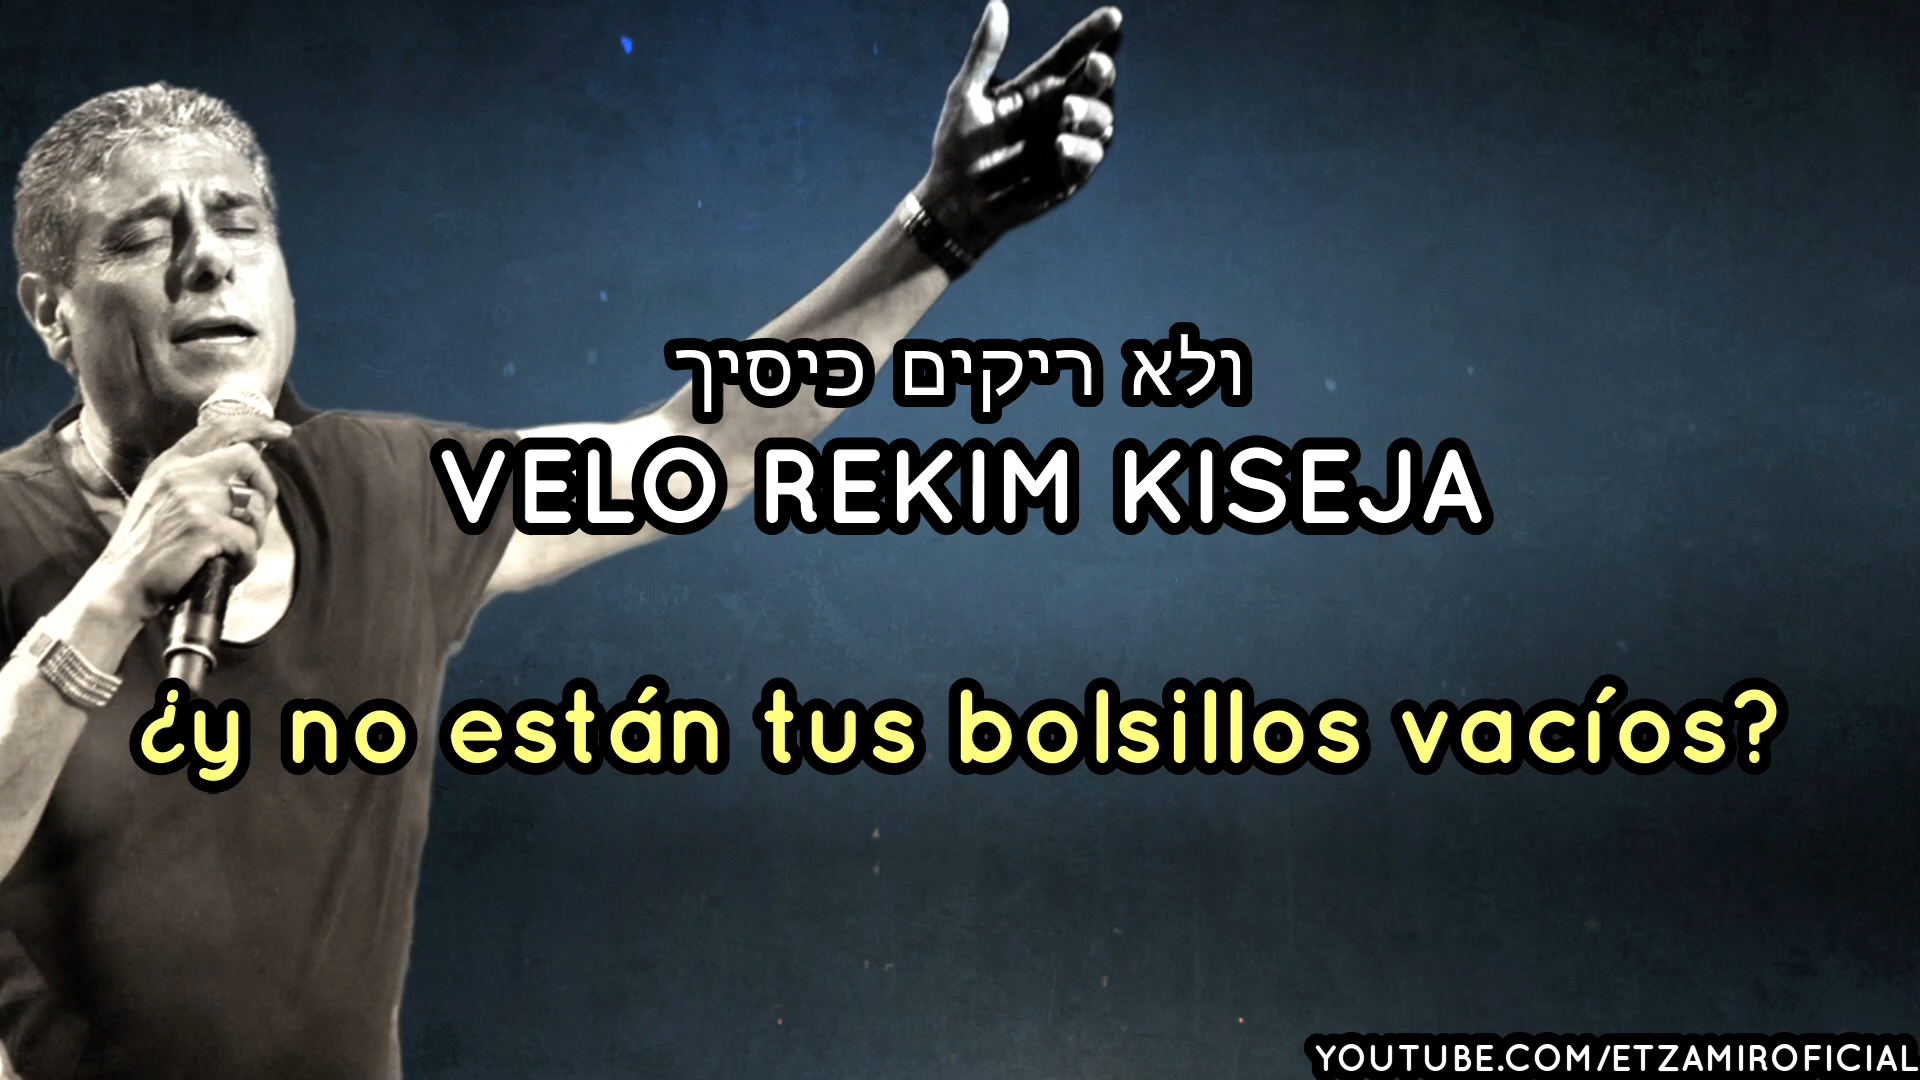 ולא ריקים כיסיך
VELO REKIM KISEJA
¿y no están tus bolsillos vacíos?
YOUTUBE.COM/ETZAMIROFICIAL